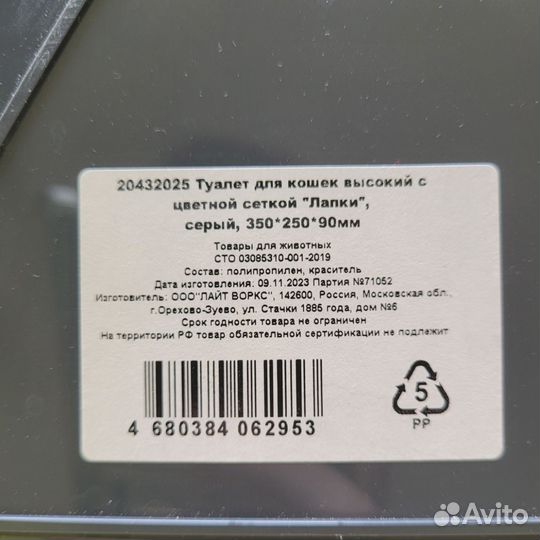 20432025 Туалет для кошек высокий с
цветной сеткой "Лапки",
серый, 350*250*90мм
Товары для животных
СТО 03085310-001-2019
Состав: полипропилен, краситель
Дата изготовления: 09.11.2023 Партия №71052
Изготовитель: ООО"ЛАЙТ ВОРКС", 142600, Россия, Московская обл.,
г.Орехово-Зуево, ул. Стачки 1885 года, дом №6
Срок годности товара не ограничен
На территории РФ товар обязательной сертификации не подлежит
4 680384 062953
5
PP
Avito